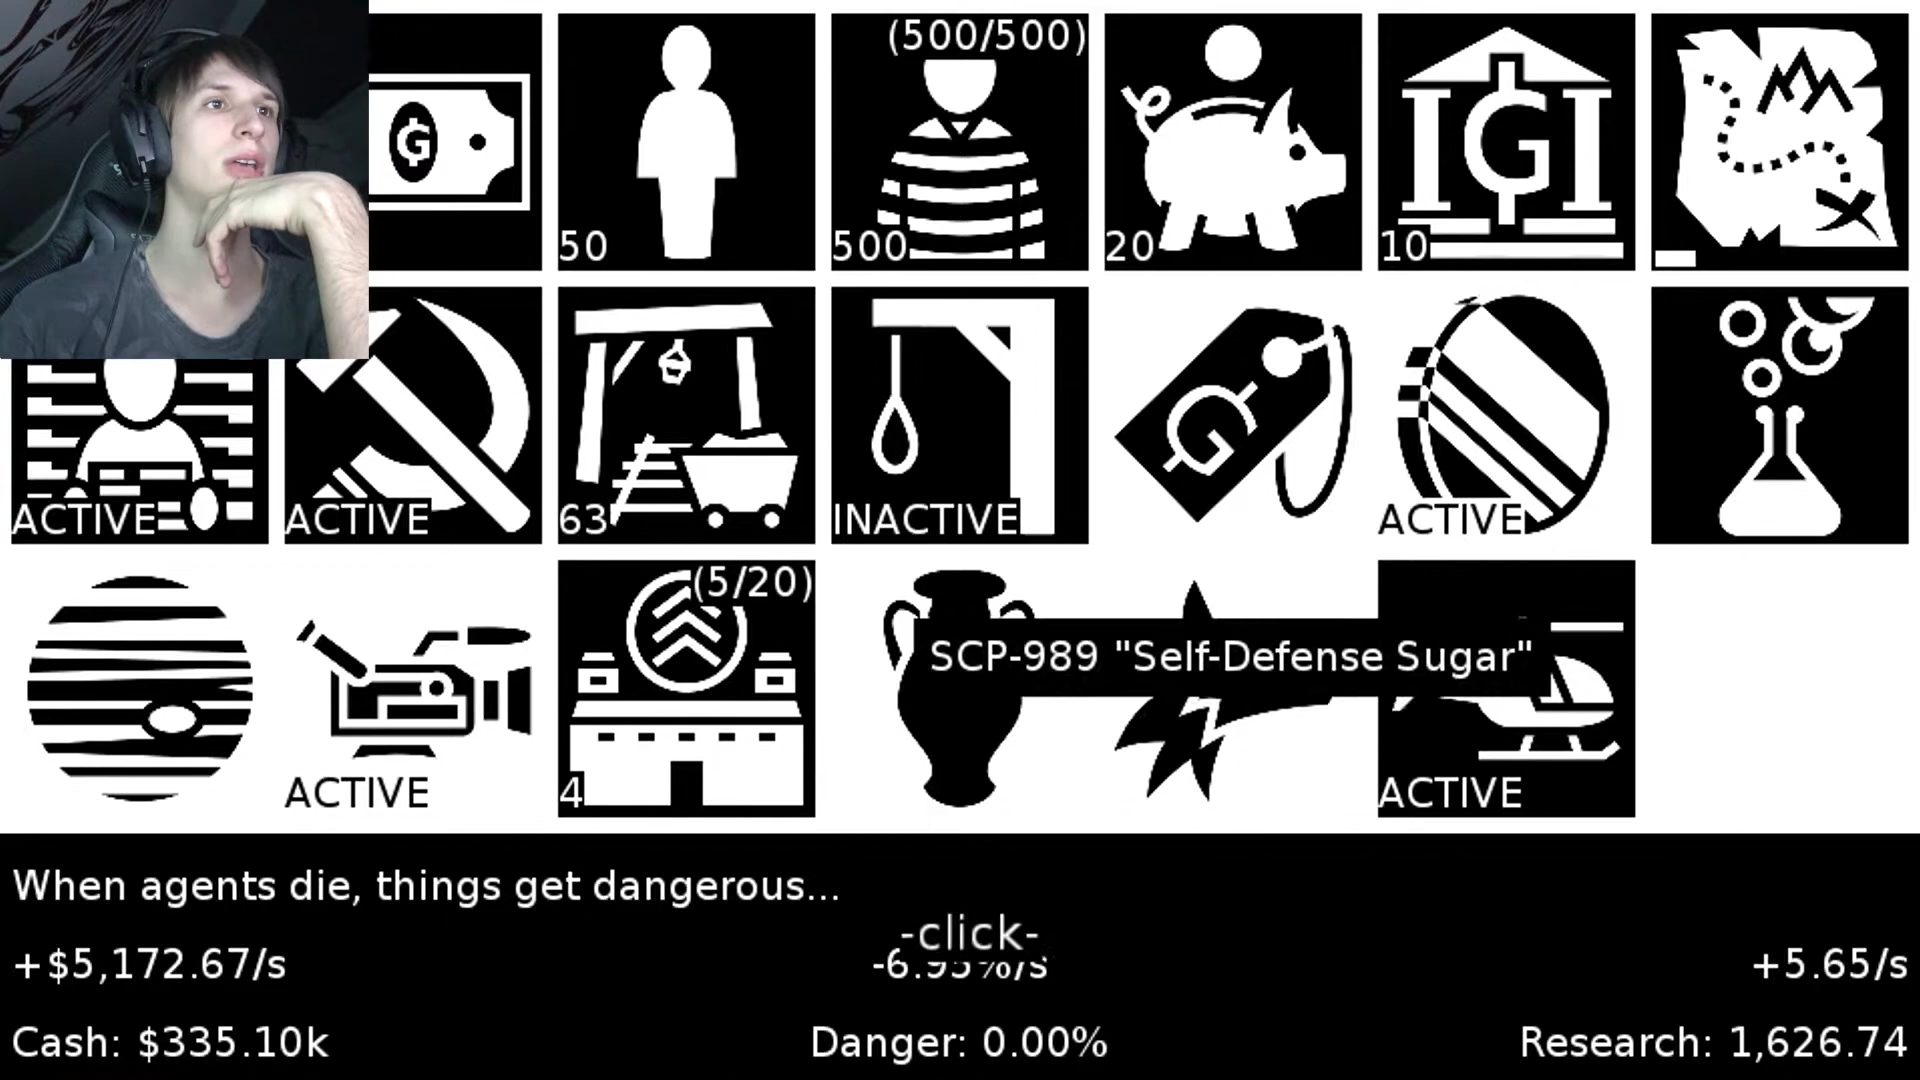 (500/500)
50
500
20
10
ACTIVE
ACTIVE
63
INACTIVE
ACTIVE
(5/20)
SCP-989 "Self-Defense Sugar"
ACTIVE
4
ACTIVE
When agents die, things get dangerous...
-click-
+$5,172.67/s
-6.95%/s
+5.65/s
Cash: $335.10k
Danger: 0.00%
Research: 1,626.74